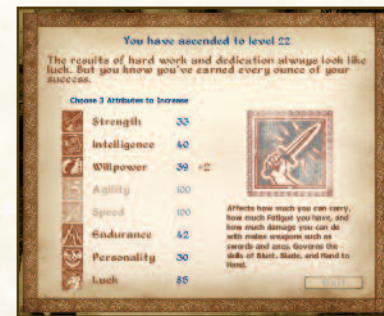 You have ascended to level 22
The results of hard work and dedication always look like
luck. But you know you've earned every ounce of your
success.
Choose 3 Attributes to Increase
Strength 33
Intelligence 40
Willpower 39 +2
Agility 100
Speed 100
Endurance 42
Personality 30
Luck 55
Affects how much you can carry,
how much Fatigue you have, and
how much damage you can do
with melee weapons such as
swords and axes. Governs the
skills of Blunt, Blade, and Hand to
Hand.